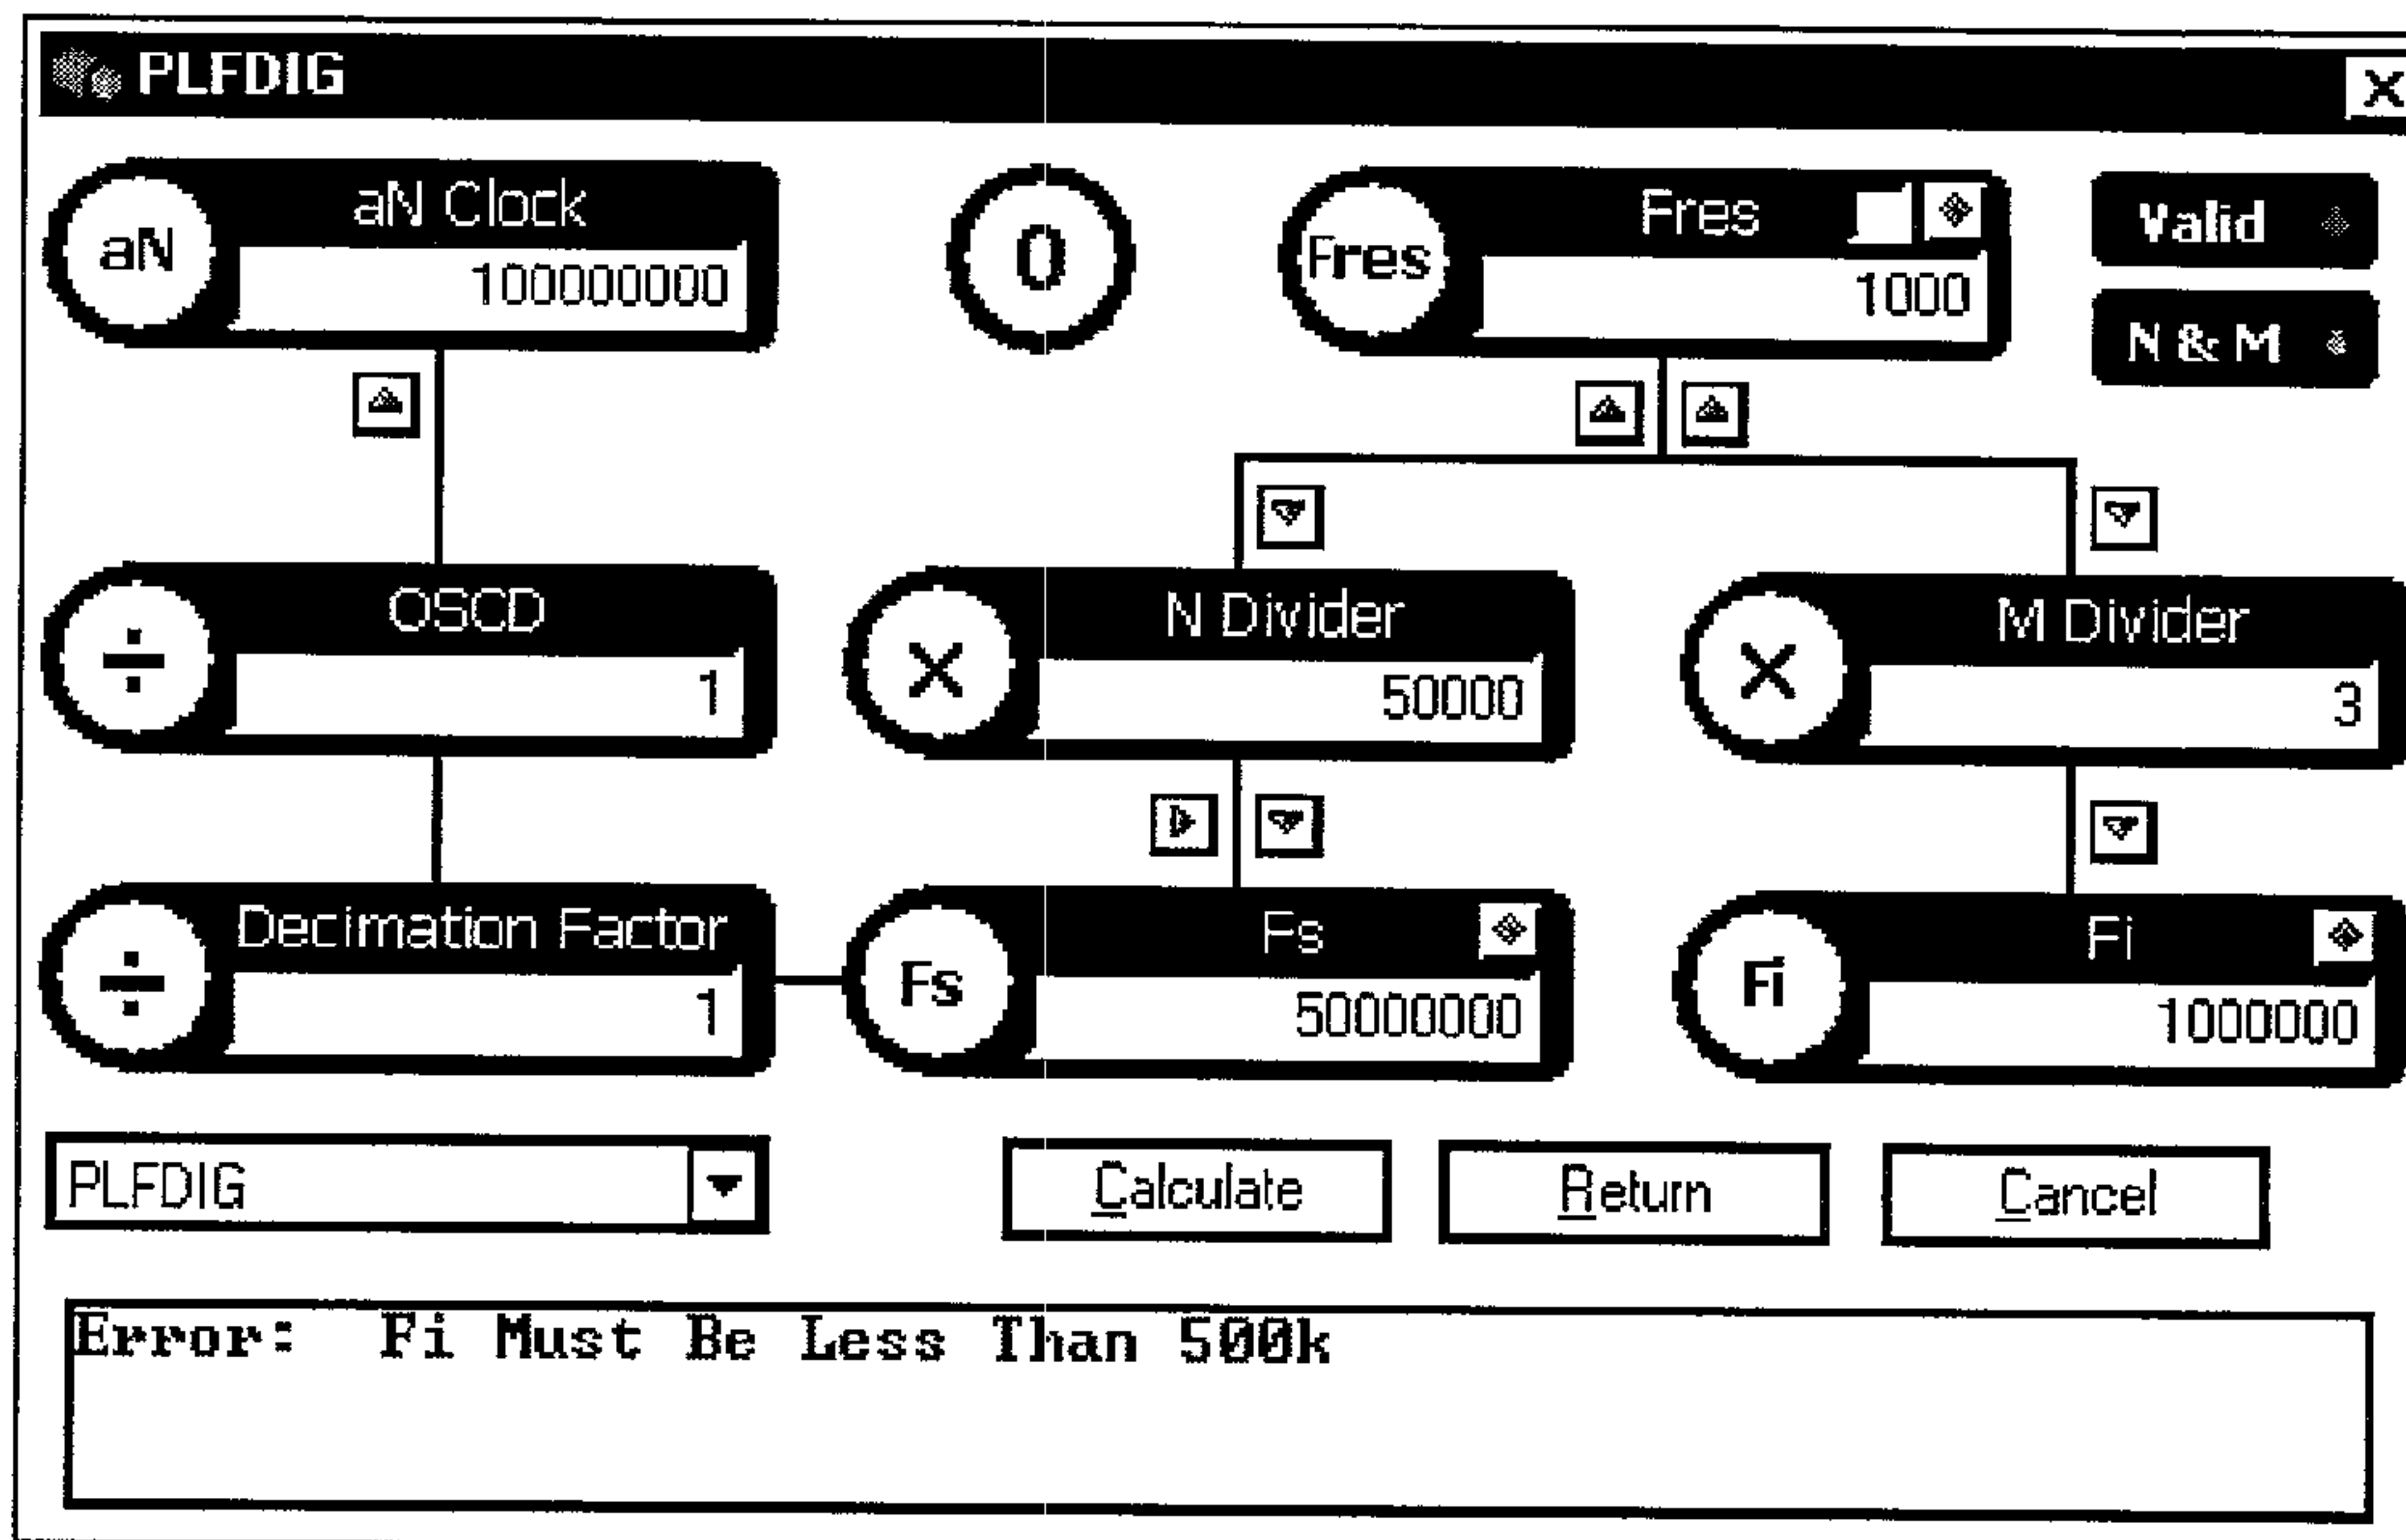 PLFDIG
X
aN
aN Clock
100000000
0
Fres
Fres
1000
Valid
N & M
÷
OSCD
1
×
N Divider
50000
×
M Divider
3
÷
Decimation Factor
1
Fs
Fs
50000000
Fi
Fi
1000000
PLFDIG
Calculate
Return
Cancel
Error: Fi Must Be Less Than 500k